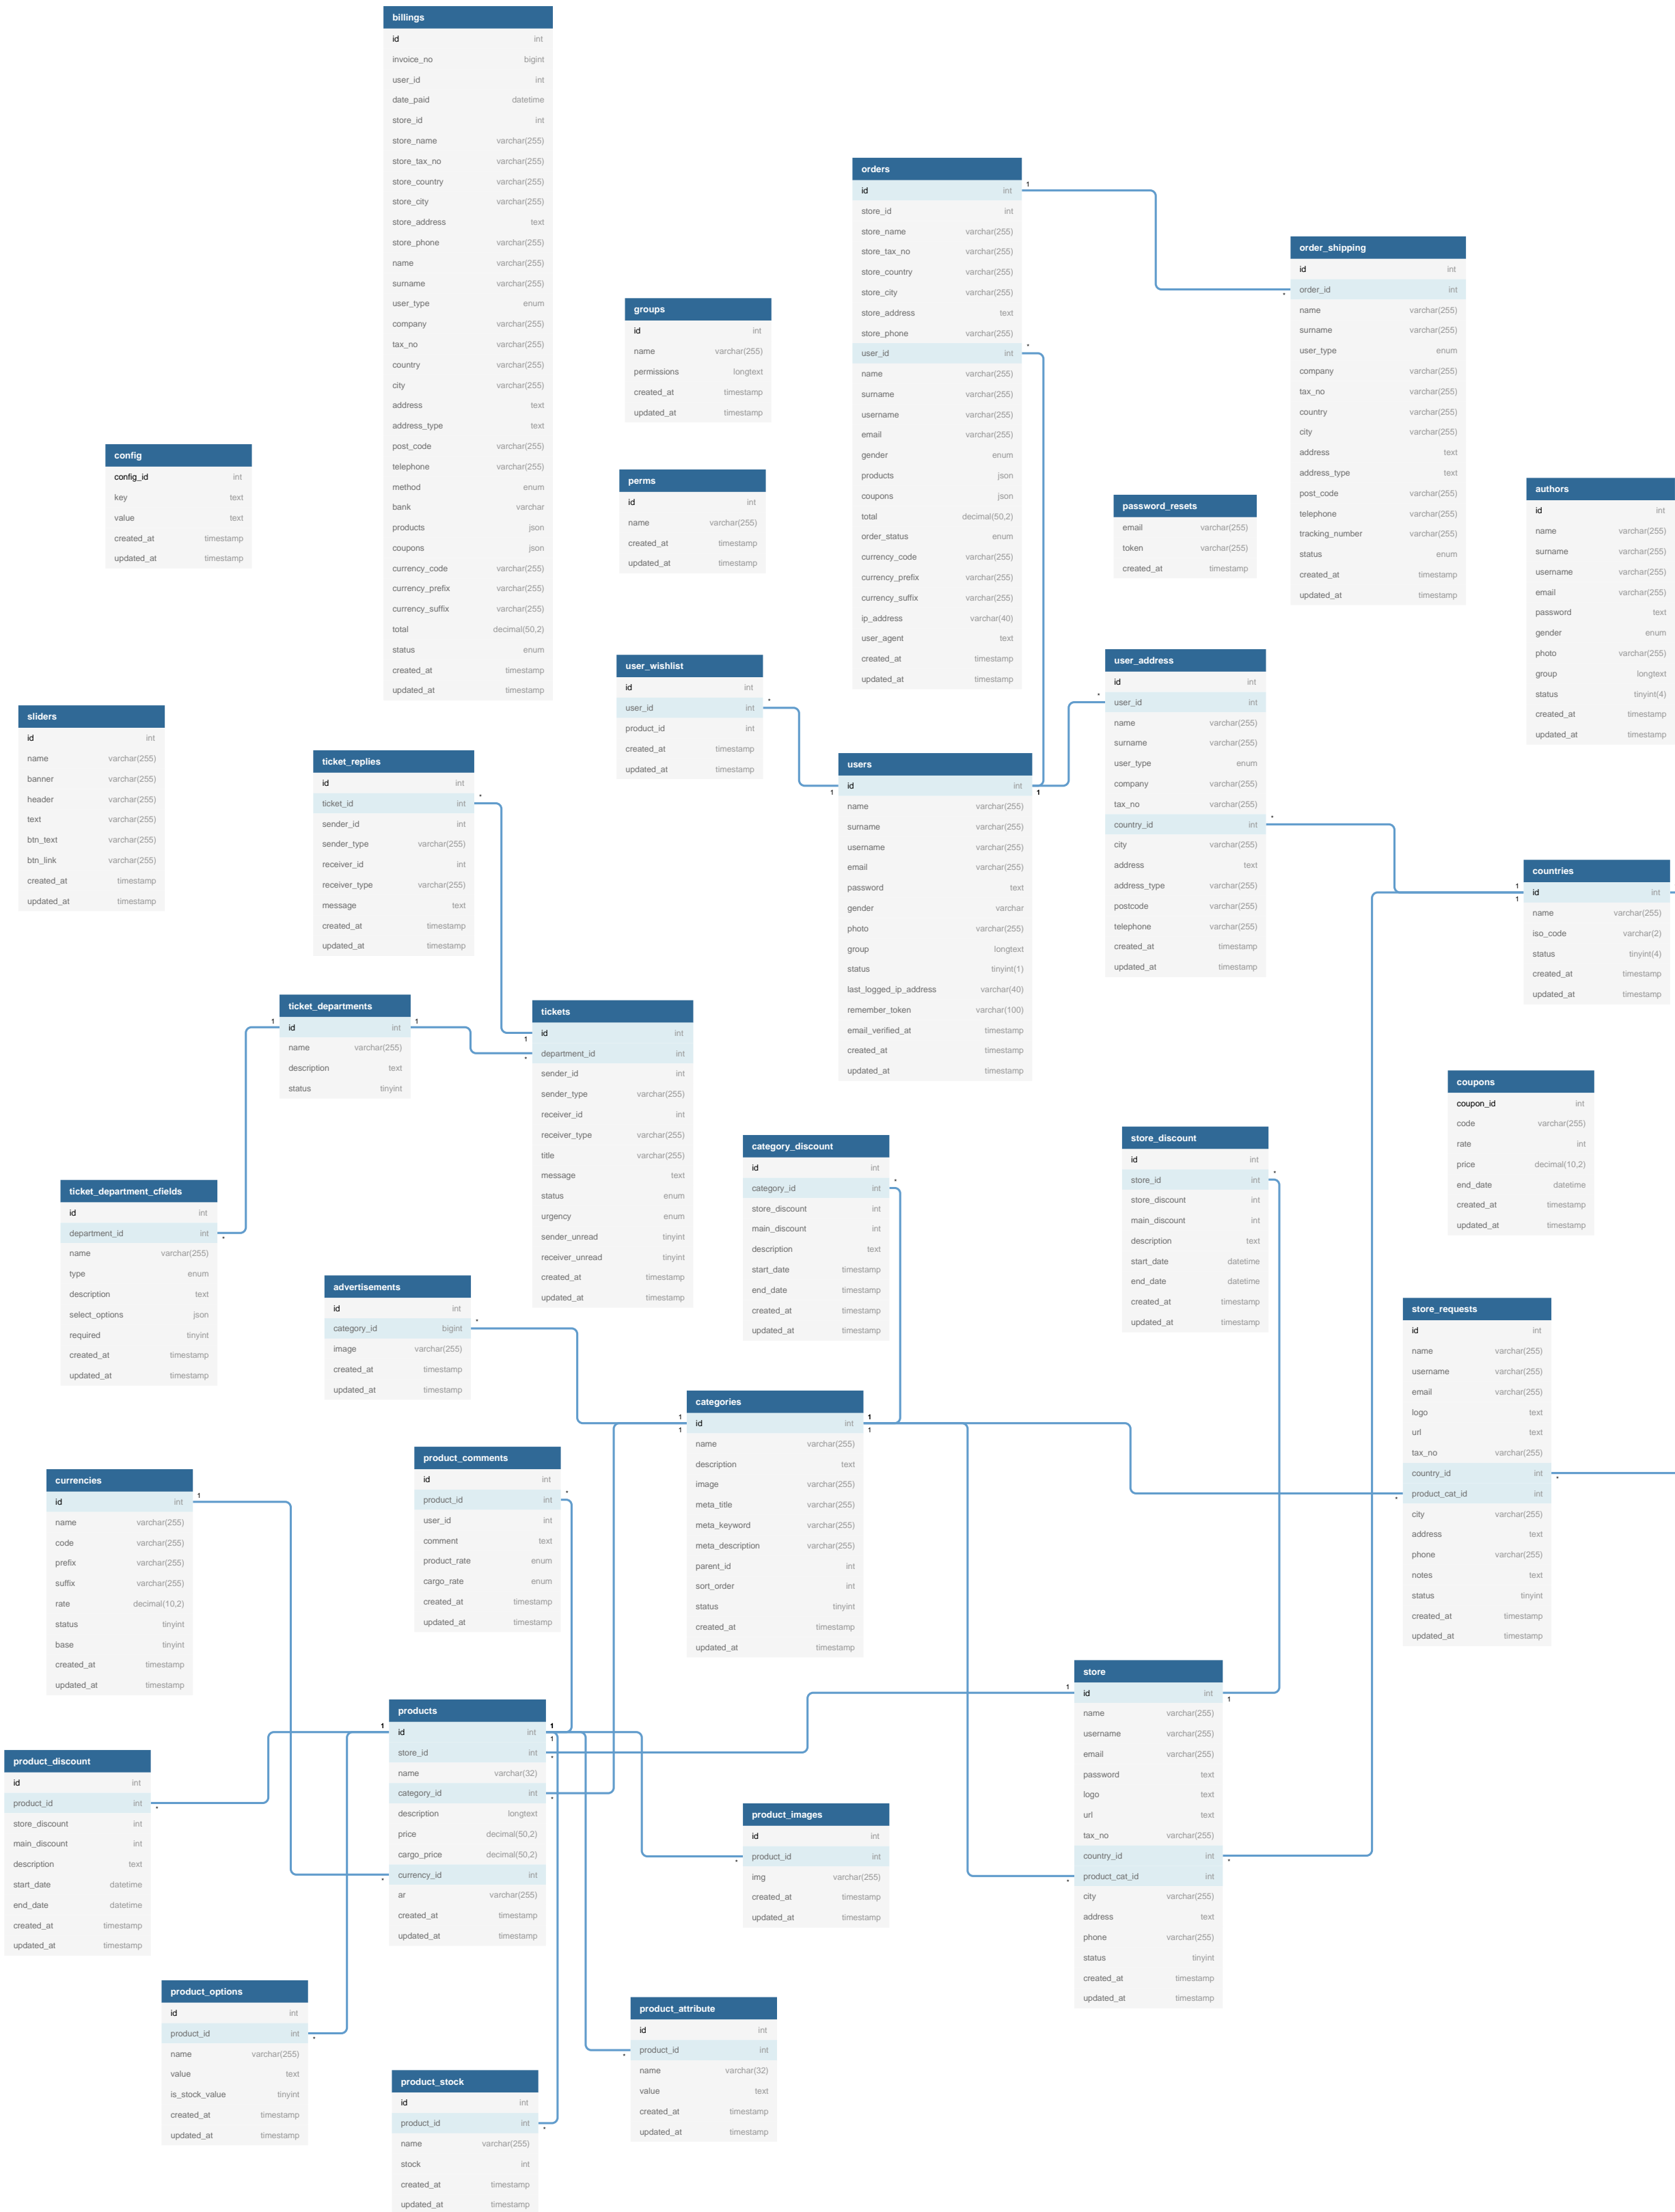 billings
id int
invoice_no bigint
user_id int
date_paid datetime
store_id int
store_name varchar(255)
store_tax_no varchar(255)
store_country varchar(255)
store_city varchar(255)
store_address text
store_phone varchar(255)
name varchar(255)
surname varchar(255)
user_type enum
company varchar(255)
tax_no varchar(255)
country varchar(255)
city varchar(255)
address text
address_type text
post_code varchar(255)
telephone varchar(255)
method enum
bank varchar
products json
coupons json
currency_code varchar(255)
currency_prefix varchar(255)
currency_suffix varchar(255)
total decimal(50,2)
status enum
created_at timestamp
updated_at timestamp
orders
id int 1
store_id int
store_name varchar(255)
store_tax_no varchar(255)
store_country varchar(255)
store_city varchar(255)
store_address text
store_phone varchar(255)
user_id int *
name varchar(255)
surname varchar(255)
username varchar(255)
email varchar(255)
gender enum
products json
coupons json
total decimal(50,2)
order_status enum
currency_code varchar(255)
currency_prefix varchar(255)
currency_suffix varchar(255)
ip_address varchar(40)
user_agent text
created_at timestamp
updated_at timestamp
order_shipping
id int
* order_id int
name varchar(255)
surname varchar(255)
user_type enum
company varchar(255)
tax_no varchar(255)
country varchar(255)
city varchar(255)
address text
address_type text
post_code varchar(255)
telephone varchar(255)
tracking_number varchar(255)
status enum
created_at timestamp
updated_at timestamp
groups
id int
name varchar(255)
permissions longtext
created_at timestamp
updated_at timestamp
config
config_id int
key text
value text
created_at timestamp
updated_at timestamp
perms
id int
name varchar(255)
created_at timestamp
updated_at timestamp
password_resets
email varchar(255)
token varchar(255)
created_at timestamp
authors
id int
name varchar(255)
surname varchar(255)
username varchar(255)
email varchar(255)
password text
gender enum
photo varchar(255)
group longtext
status tinyint(4)
created_at timestamp
updated_at timestamp
user_wishlist
id int
user_id int *
product_id int
created_at timestamp
updated_at timestamp
user_address
id int
* user_id int
name varchar(255)
surname varchar(255)
user_type enum
company varchar(255)
tax_no varchar(255)
country_id int *
city varchar(255)
address text
address_type varchar(255)
postcode varchar(255)
telephone varchar(255)
created_at timestamp
updated_at timestamp
sliders
id int
name varchar(255)
banner varchar(255)
header varchar(255)
text varchar(255)
btn_text varchar(255)
btn_link varchar(255)
created_at timestamp
updated_at timestamp
ticket_replies
id int
ticket_id int *
sender_id int
sender_type varchar(255)
receiver_id int
receiver_type varchar(255)
message text
created_at timestamp
updated_at timestamp
users
1 id int 1
name varchar(255)
surname varchar(255)
username varchar(255)
email varchar(255)
password text
gender varchar
photo varchar(255)
group longtext
status tinyint(1)
last_logged_ip_address varchar(40)
remember_token varchar(100)
email_verified_at timestamp
created_at timestamp
updated_at timestamp
countries
1
1 id int
name varchar(255)
iso_code varchar(2)
status tinyint(4)
created_at timestamp
updated_at timestamp
ticket_departments
1 id int 1
name varchar(255)
description text
status tinyint
tickets
1 id int
* department_id int
sender_id int
sender_type varchar(255)
receiver_id int
receiver_type varchar(255)
title varchar(255)
message text
status enum
urgency enum
sender_unread tinyint
receiver_unread tinyint
created_at timestamp
updated_at timestamp
coupons
coupon_id int
code varchar(255)
rate int
price decimal(10,2)
end_date datetime
created_at timestamp
updated_at timestamp
category_discount
id int
category_id int *
store_discount int
main_discount int
description text
start_date timestamp
end_date timestamp
created_at timestamp
updated_at timestamp
store_discount
id int
store_id int *
store_discount int
main_discount int
description text
start_date datetime
end_date datetime
created_at timestamp
updated_at timestamp
ticket_department_cfields
id int
department_id int *
name varchar(255)
type enum
description text
select_options json
required tinyint
created_at timestamp
updated_at timestamp
advertisements
id int
category_id bigint *
image varchar(255)
created_at timestamp
updated_at timestamp
store_requests
id int
name varchar(255)
username varchar(255)
email varchar(255)
logo text
url text
tax_no varchar(255)
country_id int *
* product_cat_id int
city varchar(255)
address text
phone varchar(255)
notes text
status tinyint
created_at timestamp
updated_at timestamp
categories
1 1
1 id int 1
name varchar(255)
description text
image varchar(255)
meta_title varchar(255)
meta_keyword varchar(255)
meta_description varchar(255)
parent_id int
sort_order int
status tinyint
created_at timestamp
updated_at timestamp
product_comments
id int
product_id int *
user_id int
comment text
product_rate enum
cargo_rate enum
created_at timestamp
updated_at timestamp
currencies
id int 1
name varchar(255)
code varchar(255)
prefix varchar(255)
suffix varchar(255)
rate decimal(10,2)
status tinyint
base tinyint
created_at timestamp
updated_at timestamp
store
1 id int 1
name varchar(255)
username varchar(255)
email varchar(255)
password text
logo text
url text
tax_no varchar(255)
country_id int *
* product_cat_id int
city varchar(255)
address text
phone varchar(255)
status tinyint
created_at timestamp
updated_at timestamp
products
1 1
id int 1
store_id int *
name varchar(32)
category_id int *
description longtext
price decimal(50,2)
cargo_price decimal(50,2)
* currency_id int
ar varchar(255)
created_at timestamp
updated_at timestamp
product_discount
id int
product_id int *
store_discount int
main_discount int
description text
start_date datetime
end_date datetime
created_at timestamp
updated_at timestamp
product_images
id int
* product_id int
img varchar(255)
created_at timestamp
updated_at timestamp
product_options
id int
product_id int *
name varchar(255)
value text
is_stock_value tinyint
created_at timestamp
updated_at timestamp
product_attribute
id int
* product_id int
name varchar(32)
value text
created_at timestamp
updated_at timestamp
product_stock
id int
product_id int *
name varchar(255)
stock int
created_at timestamp
updated_at timestamp